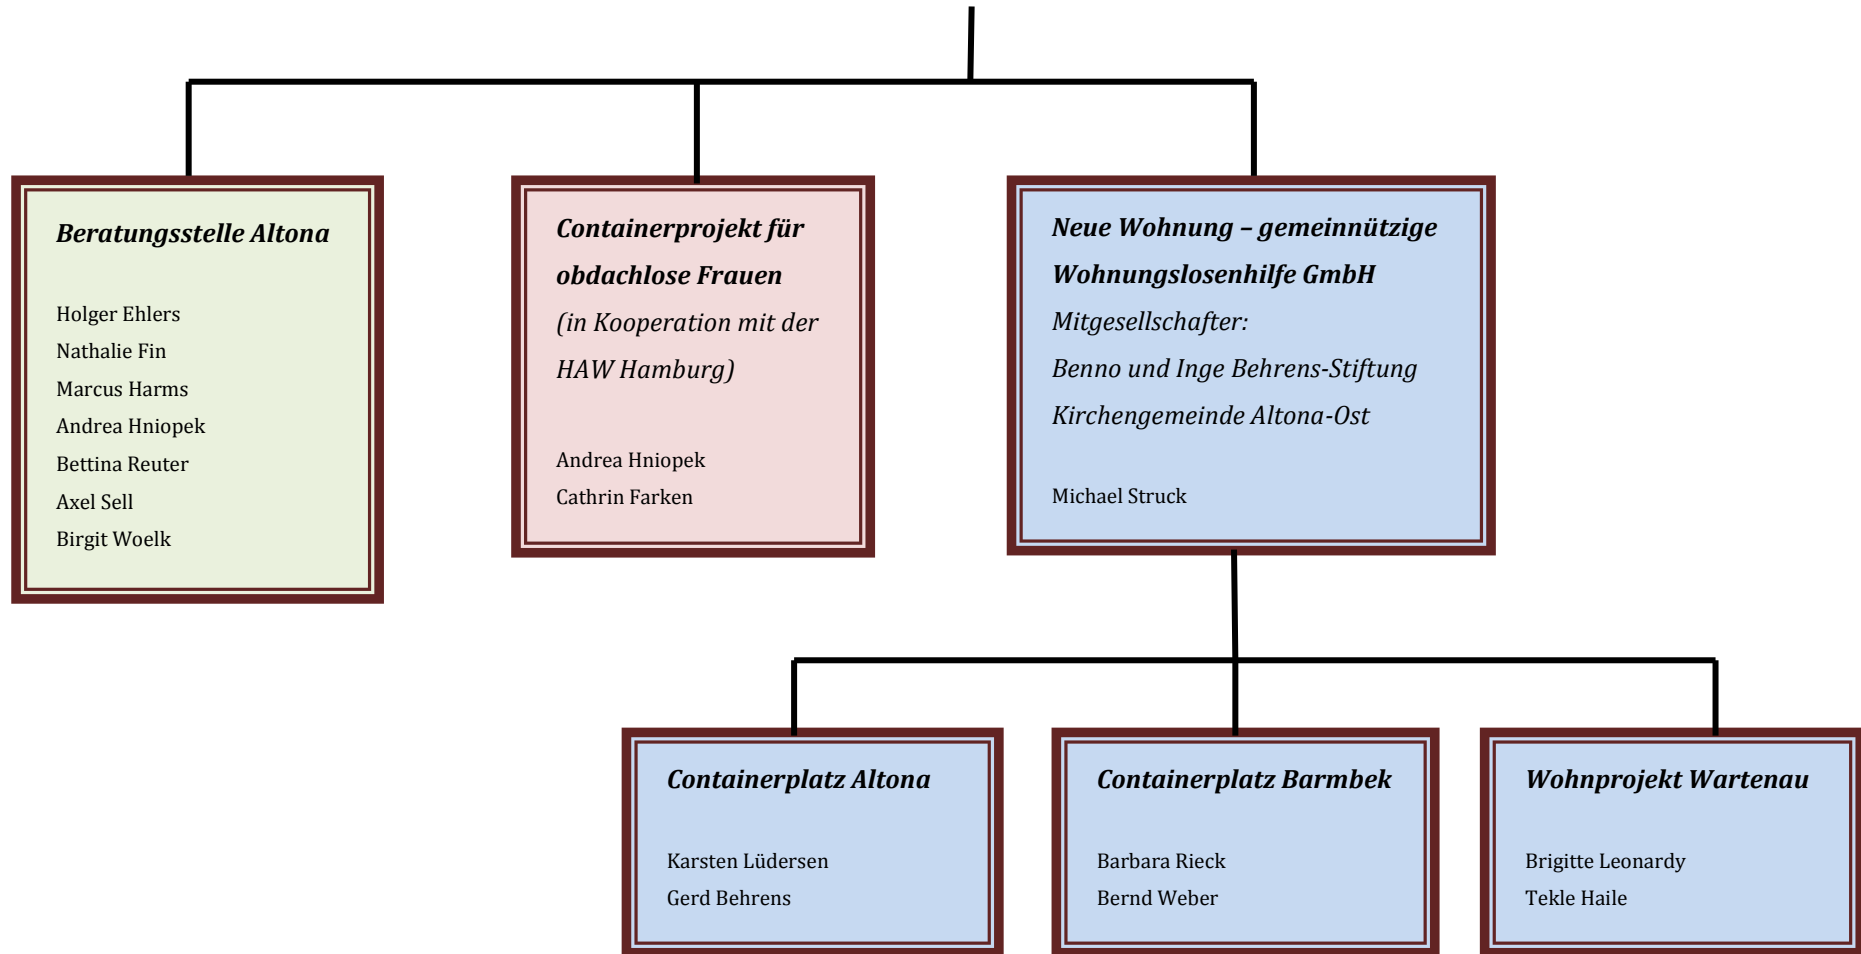 Beratungsstelle Altona
Holger Ehlers
Nathalie Fin
Marcus Harms
Andrea Hniopek
Bettina Reuter
Axel Sell
Birgit Woelk
Containerprojekt für
obdachlose Frauen
(in Kooperation mit der
HAW Hamburg)
Andrea Hniopek
Cathrin Farken
Neue Wohnung – gemeinnützige
Wohnungslosenhilfe GmbH
Mitgesellschafter:
Benno und Inge Behrens-Stiftung
Kirchengemeinde Altona-Ost
Michael Struck
Containerplatz Altona
Karsten Lüdersen
Gerd Behrens
Containerplatz Barmbek
Barbara Rieck
Bernd Weber
Wohnprojekt Wartenau
Brigitte Leonardy
Tekle Haile